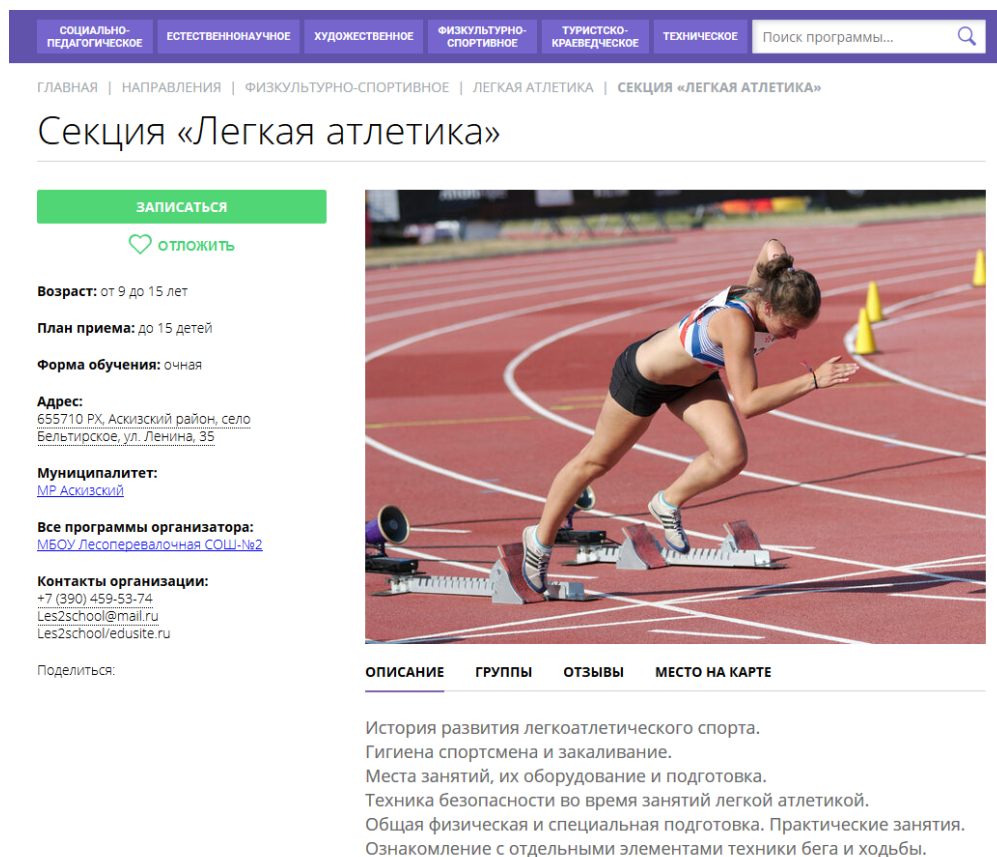 СОЦИАЛЬНО-
ПЕДАГОГИЧЕСКОЕ
ЕСТЕСТВЕННОНАУЧНОЕ
ХУДОЖЕСТВЕННОЕ
ФИЗКУЛЬТУРНО-
СПОРТИВНОЕ
ТУРИСТСКО-
КРАЕВЕДЧЕСКОЕ
ТЕХНИЧЕСКОЕ
Поиск программы...
ГЛАВНАЯ | НАПРАВЛЕНИЯ | ФИЗКУЛЬТУРНО-СПОРТИВНОЕ | ЛЕГКАЯ АТЛЕТИКА | СЕКЦИЯ «ЛЕГКАЯ АТЛЕТИКА»
Секция «Легкая атлетика»
ЗАПИСАТЬСЯ
ОТЛОЖИТЬ
Возраст: от 9 до 15 лет
План приема: до 15 детей
Форма обучения: очная
Адрес:
655710 РХ, Аскизский район, село
Бельтирское, ул. Ленина, 35
Муниципалитет:
МР Аскизский
Все программы организатора:
МБОУ Лесоперевалочная СОШ-№2
Контакты организации:
+7 (390) 459-53-74
Les2school@mail.ru
Les2school/edusite.ru
Поделиться:
ОПИСАНИЕ ГРУППЫ ОТЗЫВЫ МЕСТО НА КАРТЕ
История развития легкоатлетического спорта.
Гигиена спортсмена и закаливание.
Места занятий, их оборудование и подготовка.
Техника безопасности во время занятий легкой атлетикой.
Общая физическая и специальная подготовка. Практические занятия.
Ознакомление с отдельными элементами техники бега и ходьбы.